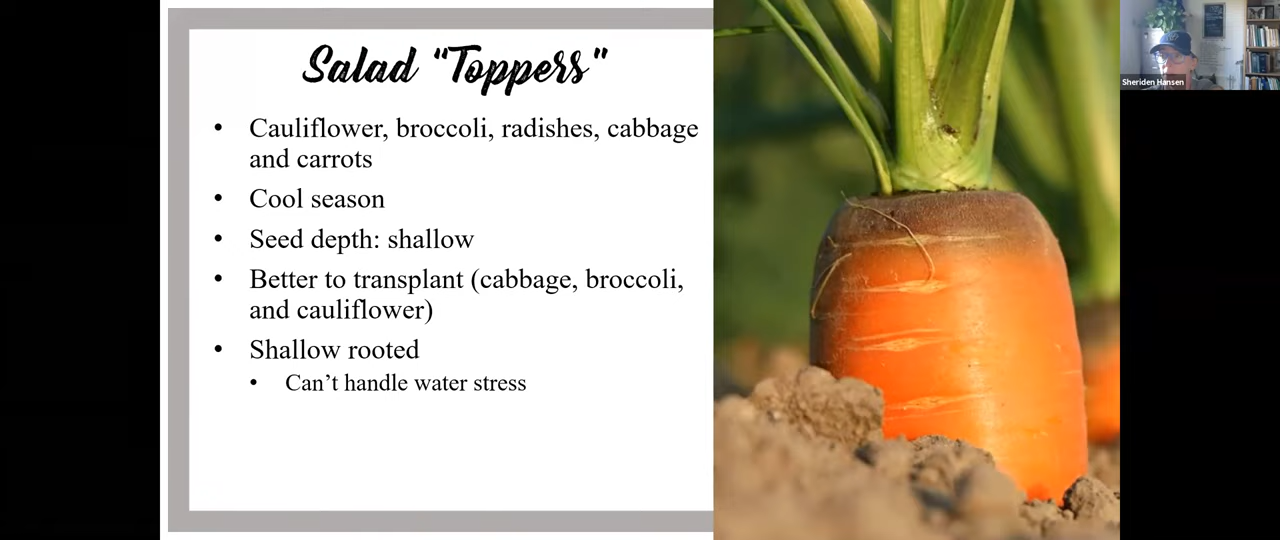 Salad "Toppers"
• Cauliflower, broccoli, radishes, cabbage
and carrots
• Cool season
• Seed depth: shallow
• Better to transplant (cabbage, broccoli,
and cauliflower)
• Shallow rooted
• Can’t handle water stress
Sheriden Hansen